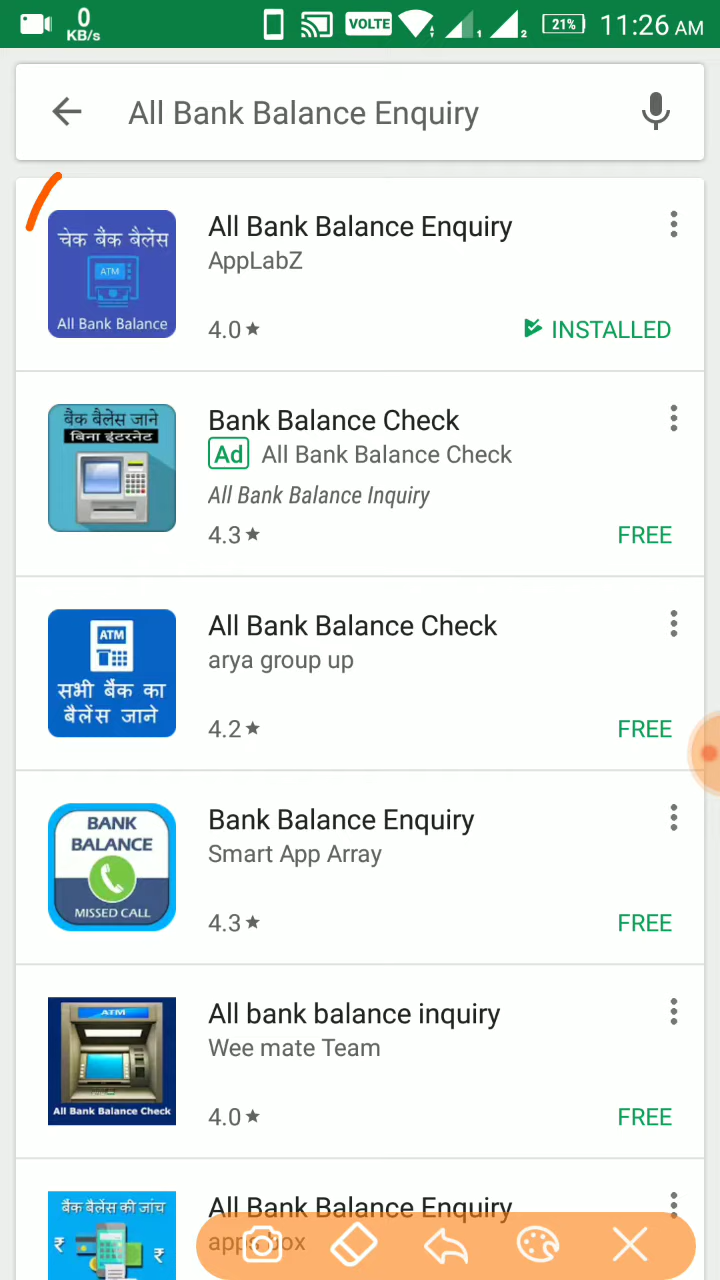 0
KB/s
VOLTE
1
2
21%
11:26 AM
All Bank Balance Enquiry
चेक बैंक बैलेंस
ATM
All Bank Balance
All Bank Balance Enquiry
AppLabZ
4.0
INSTALLED
बैंक बैलेंस जाने
बिना इंटरनेट
Bank Balance Check
Ad All Bank Balance Check
All Bank Balance Inquiry
4.3
FREE
ATM
सभी बैंक का
बैलेंस जाने
All Bank Balance Check
arya group up
4.2
FREE
BANK
BALANCE
MISSED CALL
Bank Balance Enquiry
Smart App Array
4.3
FREE
ATM
All Bank Balance Check
All bank balance inquiry
Wee mate Team
4.0
FREE
बैंक बैलेंस की जांच
₹ ₹
All Bank Balance Enquiry
apps box